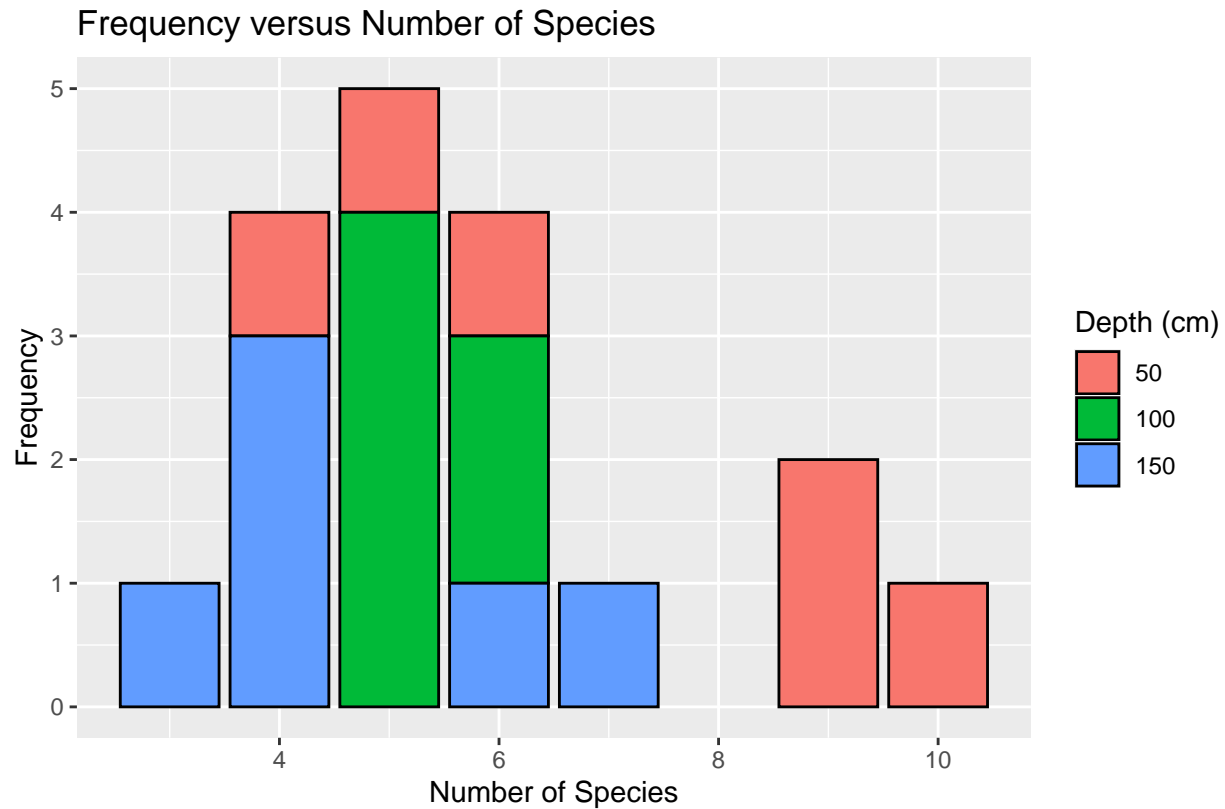 Frequency versus Number of Species
5
4
3
2
1
0
Frequency
4 6 8 10
Number of Species
Depth (cm)
50
100
150